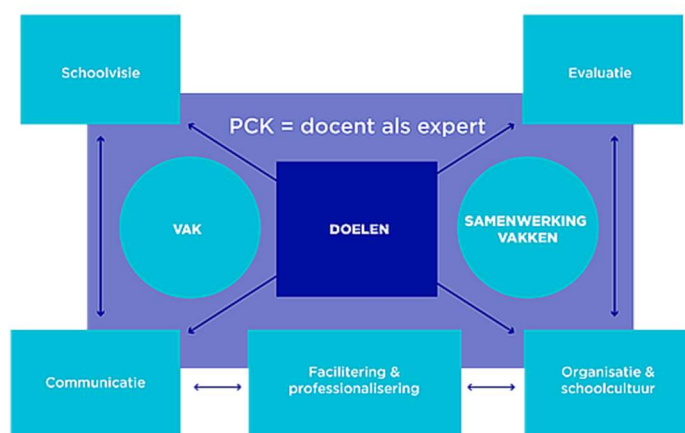 Schoolvisie
Evaluatie
PCK = docent als expert
VAK
DOELEN
SAMENWERKING
VAKKEN
Communicatie
Facilitering &
professionalisering
Organisatie &
schoolcultuur